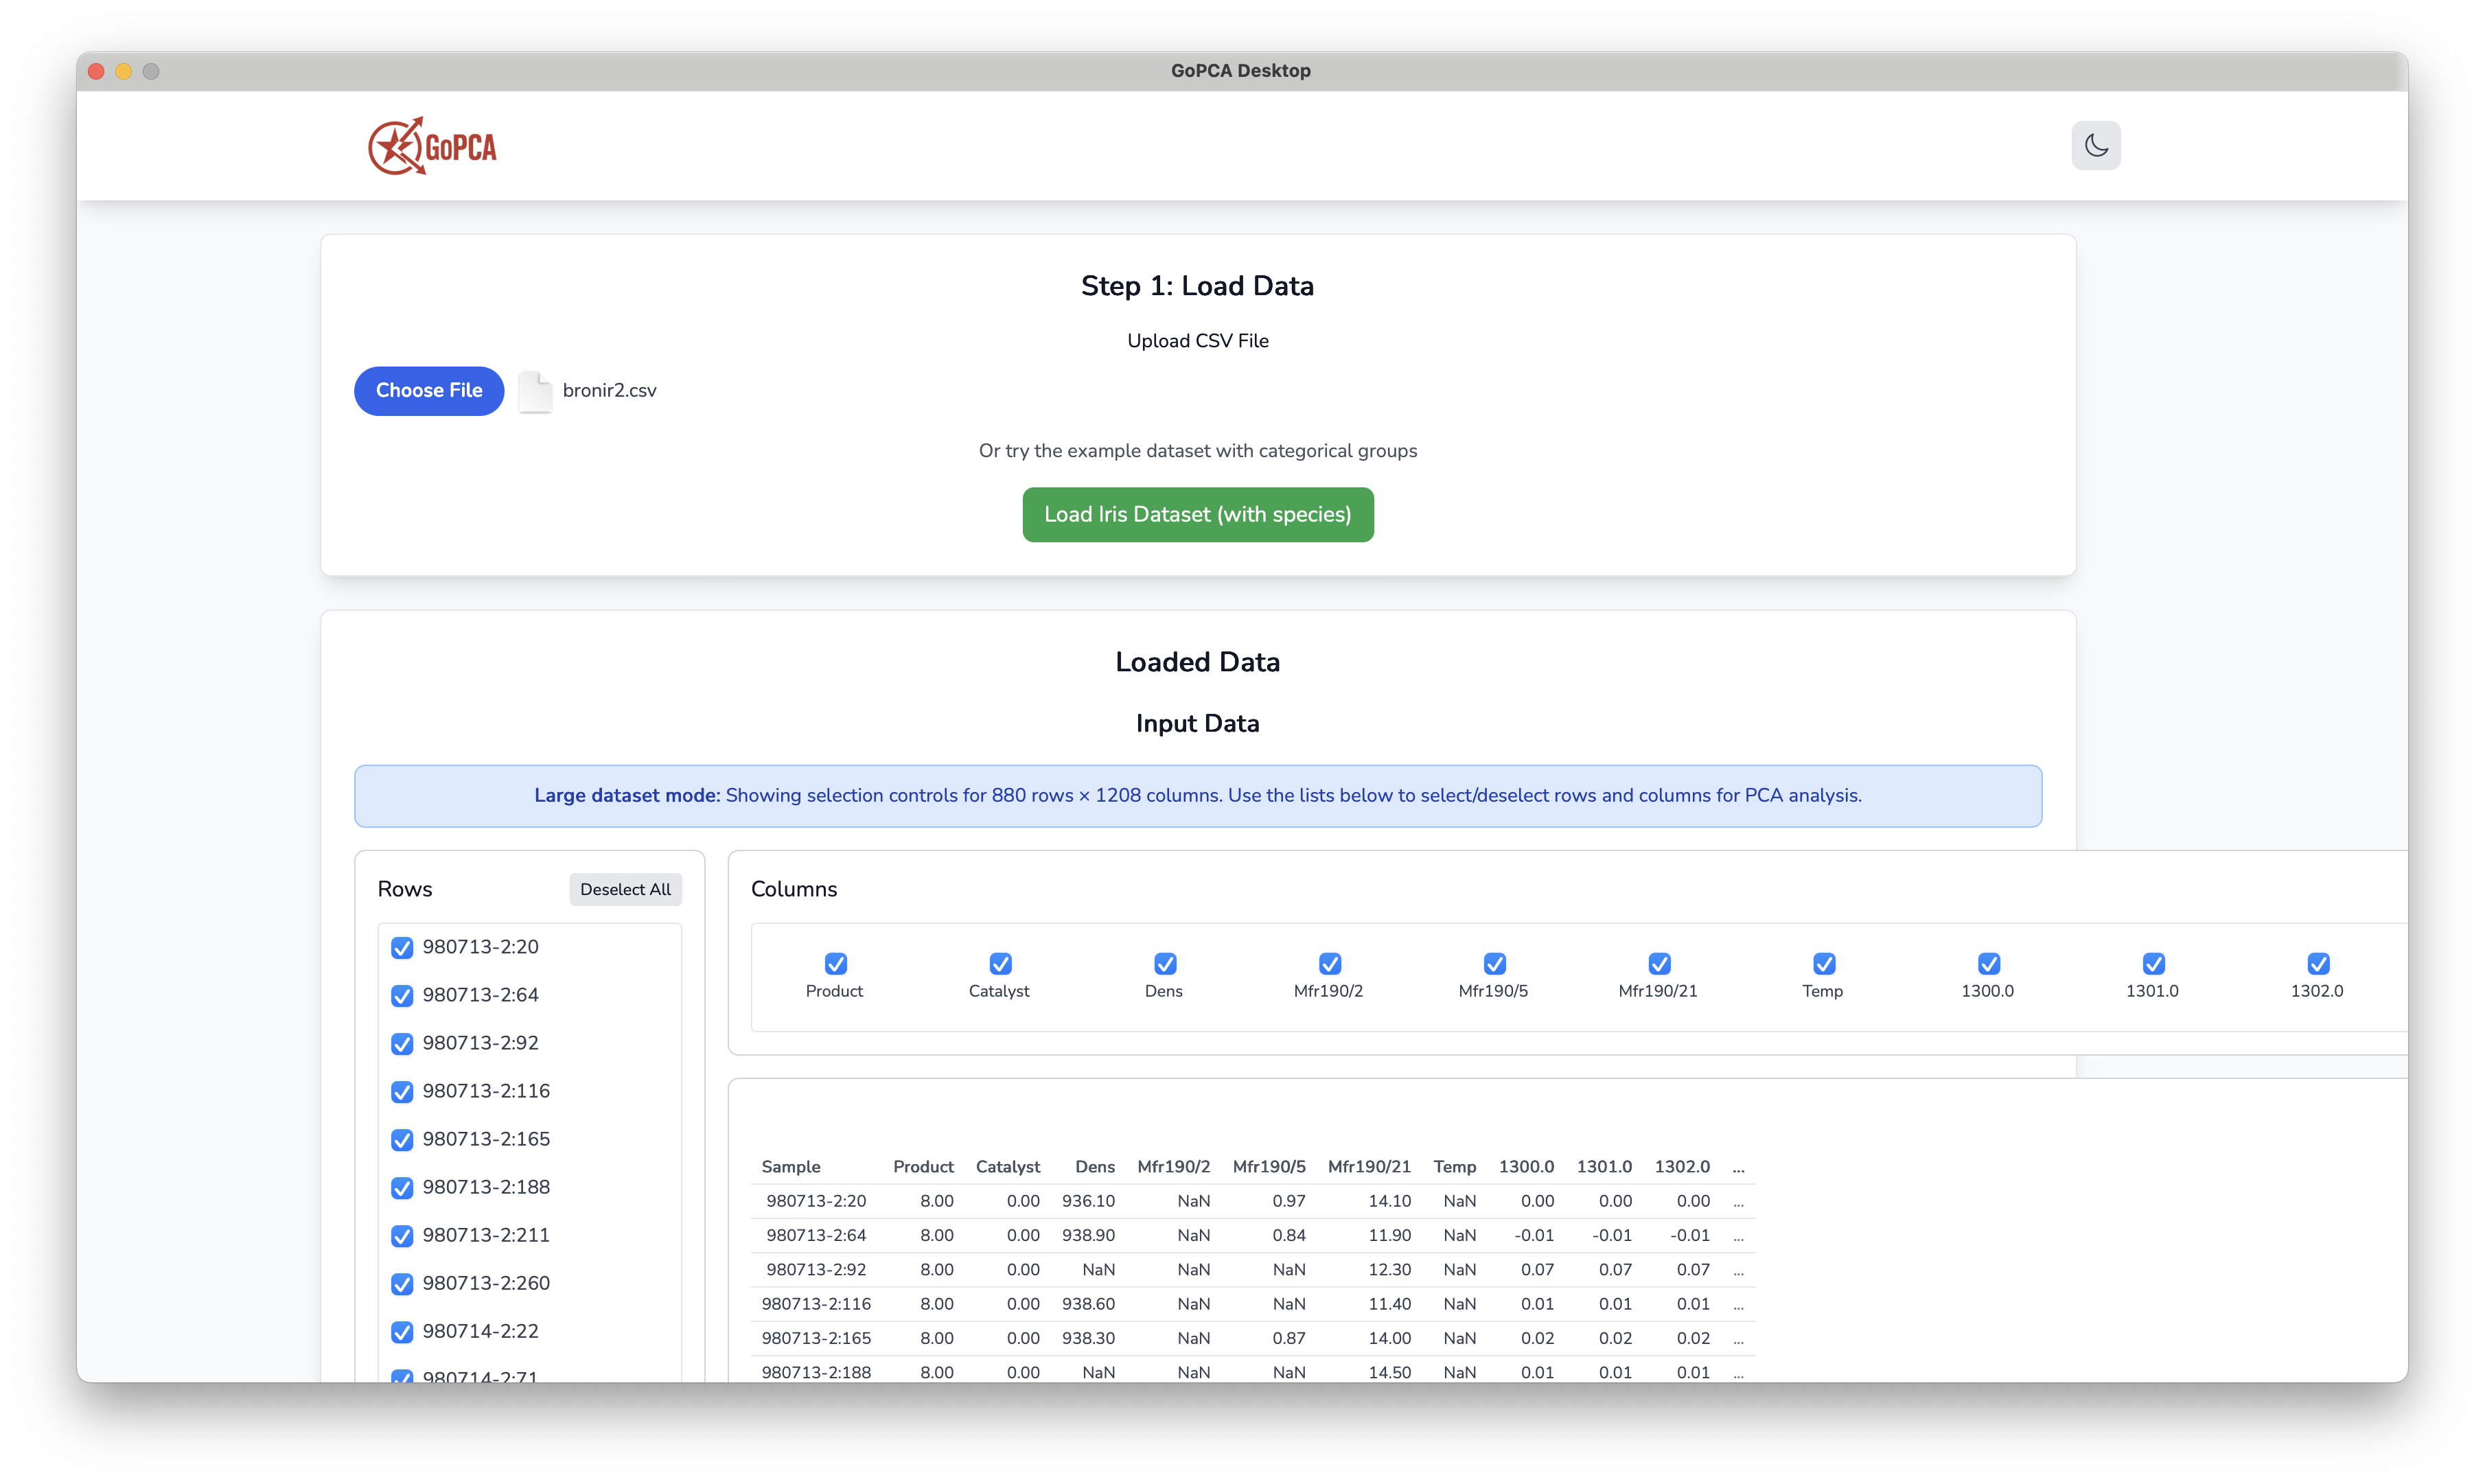 GoPCA Desktop
GoPCA
Step 1: Load Data
Upload CSV File
Choose File bronir2.csv
Or try the example dataset with categorical groups
Load Iris Dataset (with species)
Loaded Data
Input Data
Large dataset mode: Showing selection controls for 880 rows × 1208 columns. Use the lists below to select/deselect rows and columns for PCA analysis.
Rows Deselect All
980713-2:20
980713-2:64
980713-2:92
980713-2:116
980713-2:165
980713-2:188
980713-2:211
980713-2:260
980714-2:22
980714-2:71
Columns
Product Catalyst Dens Mfr190/2 Mfr190/5 Mfr190/21 Temp 1300.0 1301.0 1302.0
Sample Product Catalyst Dens Mfr190/2 Mfr190/5 Mfr190/21 Temp 1300.0 1301.0 1302.0 ...
980713-2:20 8.00 0.00 936.10 NaN 0.97 14.10 NaN 0.00 0.00 0.00 ...
980713-2:64 8.00 0.00 938.90 NaN 0.84 11.90 NaN -0.01 -0.01 -0.01 ...
980713-2:92 8.00 0.00 NaN NaN NaN 12.30 NaN 0.07 0.07 0.07 ...
980713-2:116 8.00 0.00 938.60 NaN NaN 11.40 NaN 0.01 0.01 0.01 ...
980713-2:165 8.00 0.00 938.30 NaN 0.87 14.00 NaN 0.02 0.02 0.02 ...
980713-2:188 8.00 0.00 NaN NaN NaN 14.50 NaN 0.01 0.01 0.01 ...